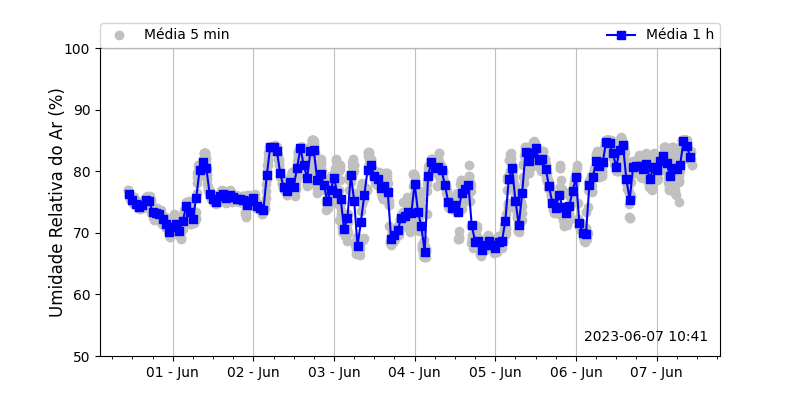 Média 5 min
Média 1 h
Umidade Relativa do Ar (%)
100
90
80
70
60
50
2023-06-07 10:41
01 - Jun
02 - Jun
03 - Jun
04 - Jun
05 - Jun
06 - Jun
07 - Jun